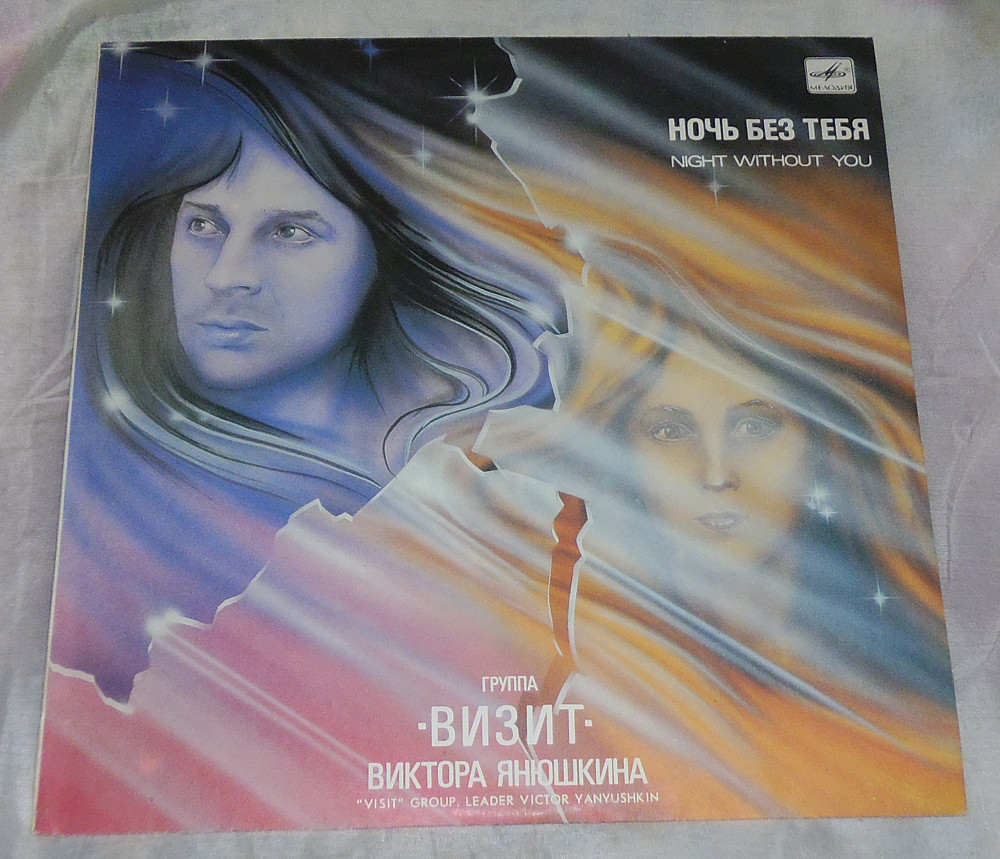 МЕЛОДИЯ
НОЧЬ БЕЗ ТЕБЯ
NIGHT WITHOUT YOU
ГРУППА
·ВИЗИТ·
ВИКТОРА ЯНЮШКИНА
"VISIT" GROUP, LEADER VICTOR YANYUSHKIN